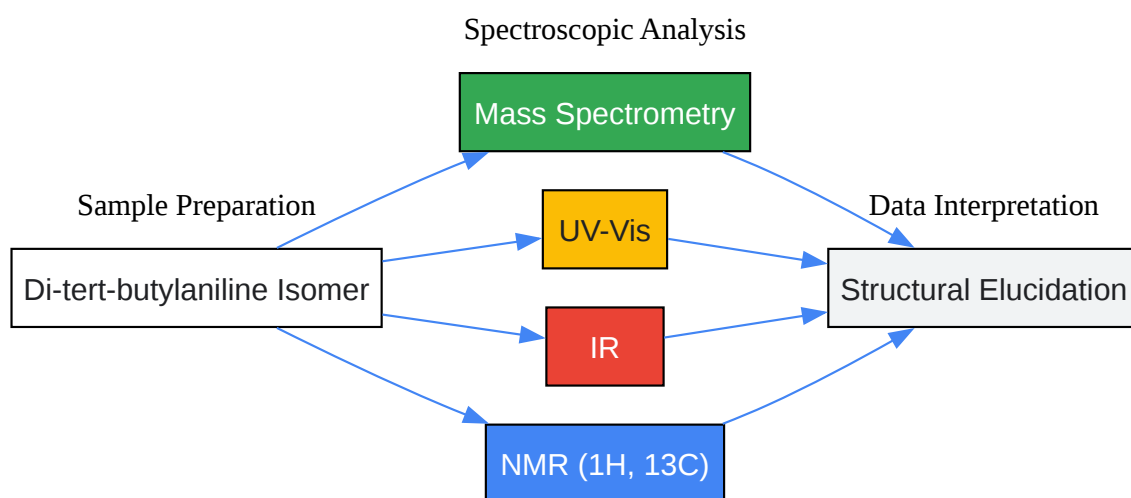 Spectroscopic Analysis
Mass Spectrometry
Sample Preparation
Data Interpretation
UV-Vis
Di-tert-butylaniline Isomer
Structural Elucidation
IR
NMR (1H, 13C)